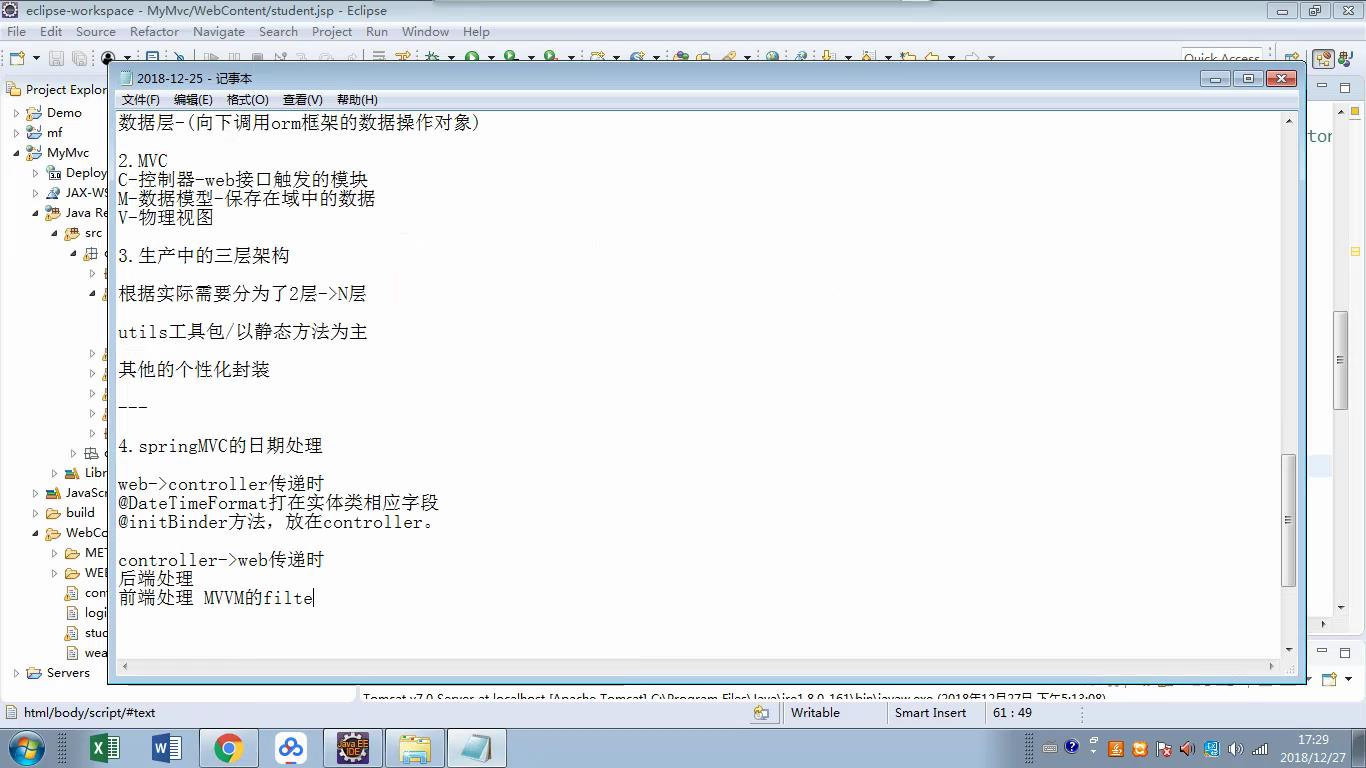 eclipse-workspace - MyMvc/WebContent/student.jsp - Eclipse
File Edit Source Refactor Navigate Search Project Run Window Help
Quick Access
2018-12-25 - 记事本
文件(F) 编辑(E) 格式(O) 查看(V) 帮助(H)
Project Explor
Demo
mf
MyMvc
Deploy
JAX-WS
Java Re
src
Libr
JavaScr
build
WebCo
MET
WEB
con
logi
stud
wea
Servers
数据层-(向下调用orm框架的数据操作对象)
2.MVC
C-控制器-web接口触发的模块
M-数据模型-保存在域中的数据
V-物理视图
3.生产中的三层架构
根据实际需要分为了2层->N层
utils工具包/以静态方法为主
其他的个性化封装
---
4.springMVC的日期处理
web->controller传递时
@DateTimeFormat打在实体类相应字段
@initBinder方法，放在controller。
controller->web传递时
后端处理
前端处理 MVVM的filte
tor
Tomcat v7.0 Server at localhost [Apache Tomcat] C:\Program Files\Java\jre1.8.0_161\bin\javaw.exe (2018年12月27日 下午5:13:08)
html/body/script/#text
Writable
Smart Insert
61 : 49
17:29
2018/12/27